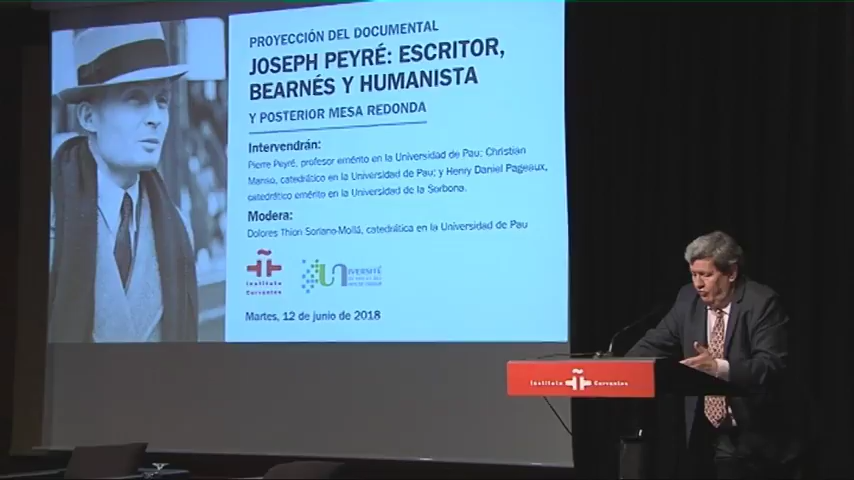 PROYECCIÓN DEL DOCUMENTAL
JOSEPH PEYRÉ: ESCRITOR,
BEARNÉS Y HUMANISTA
Y POSTERIOR MESA REDONDA
Intervendrán:
Pierre Peyré, profesor emérito en la Universidad de Pau; Christian
Manso, catedrático en la Universidad de Pau; y Henry Daniel Pageaux,
catedrático emérito en la Universidad de la Sorbona.
Modera:
Dolores Thion Soriano-Mollá, catedrática en la Universidad de Pau
Instituto
Cervantes
UNIVERSITÉ
Martes, 12 de junio de 2018
Instituto Cervantes